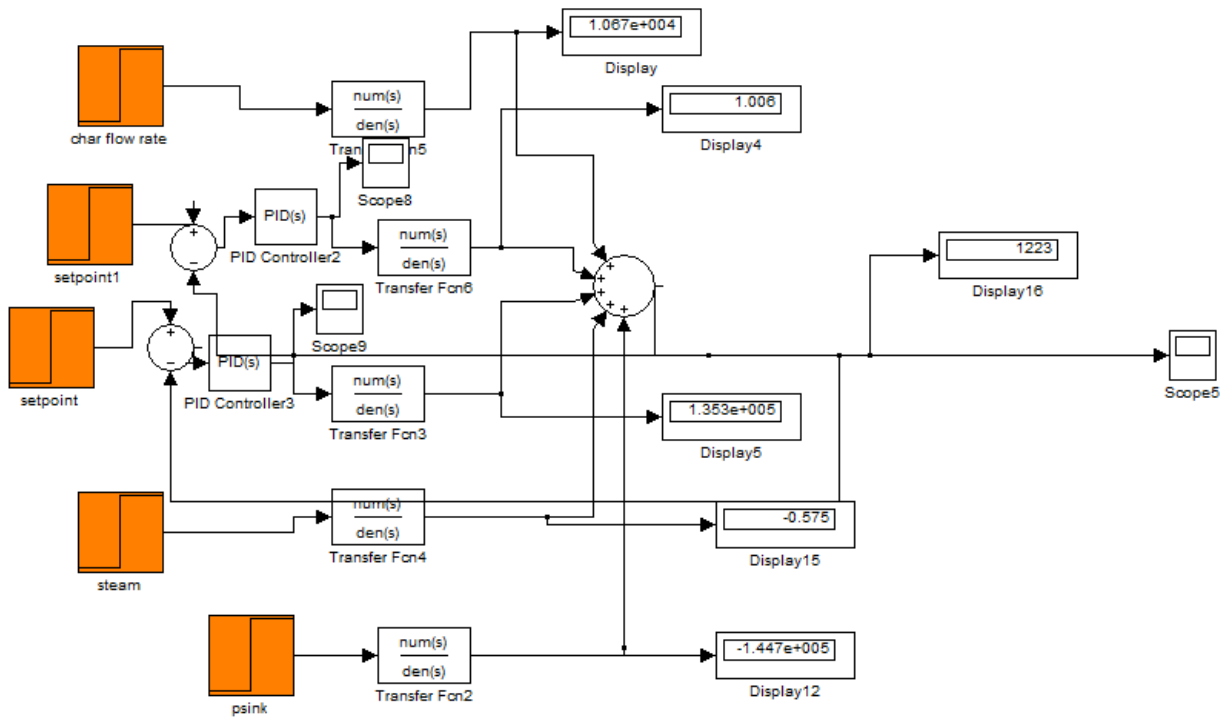 1.067e+004
Display
char flow rate
num(s)
den(s)
1.006
Display4
Scope8
setpoint1
PID(s)
PID Controller2
+
−
num(s)
den(s)
Transfer Fcn6
+
+
+
+
+
1223
Display16
setpoint
+
−
PID(s)
PID Controller3
Scope9
Scope5
num(s)
den(s)
Transfer Fcn3
1.353e+005
Display5
steam
num(s)
den(s)
Transfer Fcn4
-0.575
Display15
psink
num(s)
den(s)
Transfer Fcn2
-1.447e+005
Display12